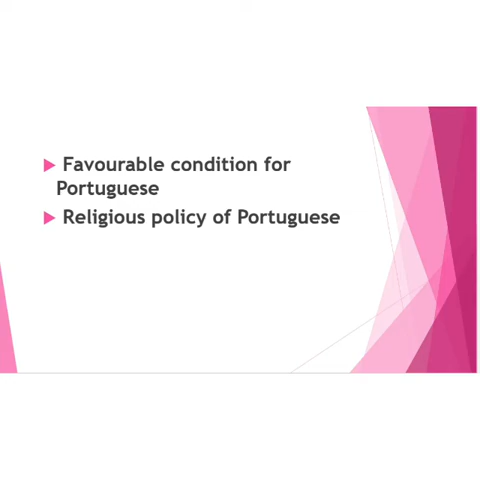 Favourable condition for
Portuguese
Religious policy of Portuguese